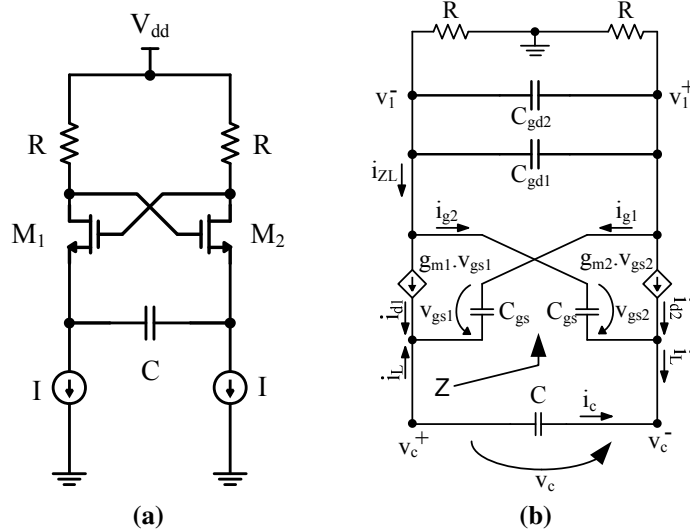 V_dd
R R
M_1 M_2
C
I I
(a)
R R
v_1^- v_1^+
C_gd2
C_gd1
i_ZL
i_g2 i_g1
g_m1.v_gs1 g_m2.v_gs2
i_d1 v_gs1 C_gs C_gs v_gs2 i_d2
i_L Z i_L
C i_c
v_c^+ v_c^-
v_c
(b)